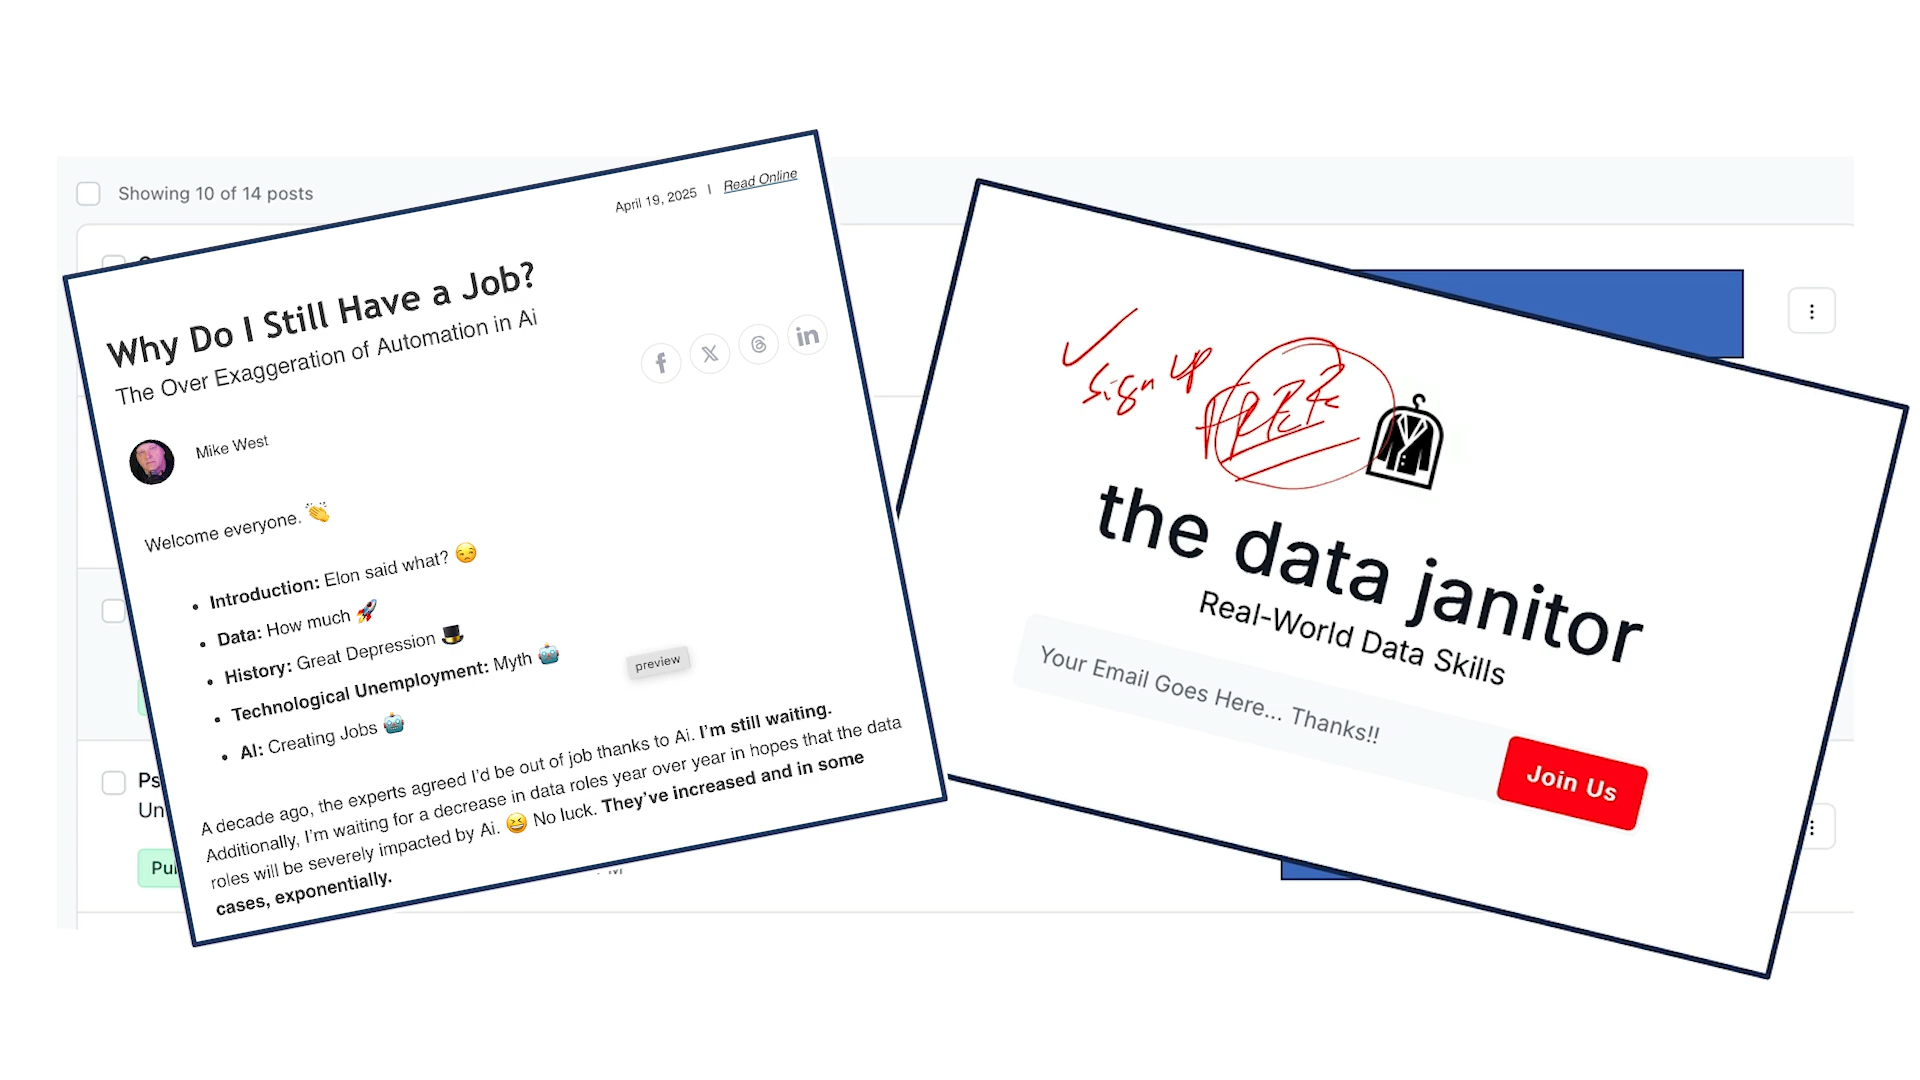 Showing 10 of 14 posts
April 19, 2025 | Read Online
Why Do I Still Have a Job?
The Over Exaggeration of Automation in Ai
Mike West
Welcome everyone. 👏
• Introduction: Elon said what? 😒
• Data: How much 🚀
• History: Great Depression 🎩
• Technological Unemployment: Myth 🤖
• AI: Creating Jobs 🤖
preview
A decade ago, the experts agreed I'd be out of job thanks to Ai. I'm still waiting.
Additionally, I'm waiting for a decrease in data roles year over year in hopes that the data
roles will be severely impacted by Ai. 😆 No luck. They've increased and in some
cases, exponentially.
Ps
Un
Pu
✓
Sign up
the data janitor
Real-World Data Skills
Your Email Goes Here... Thanks!!
Join Us